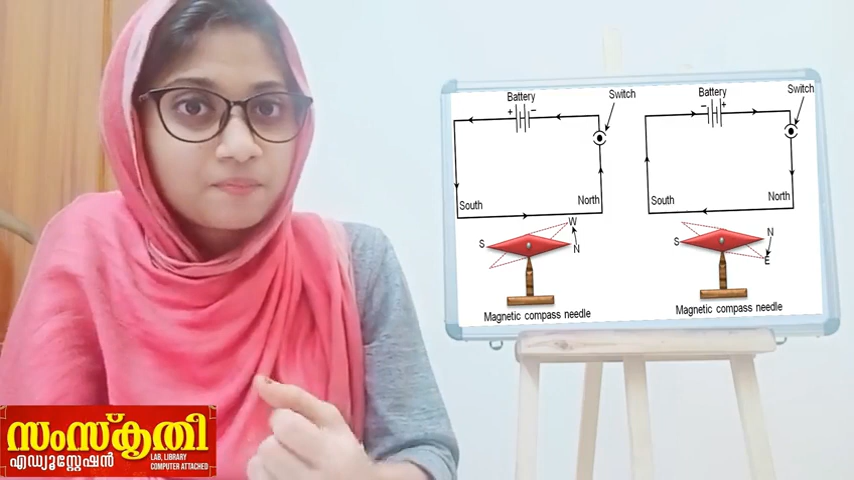 Battery
Switch
+
−
South
North
W
S
N
Magnetic compass needle
Battery
Switch
−
+
South
North
N
S
E
Magnetic compass needle
സംസ്കൃതി
എഡ്യൂസ്റ്റേഷൻ
LAB, LIBRARY
COMPUTER ATTACHED